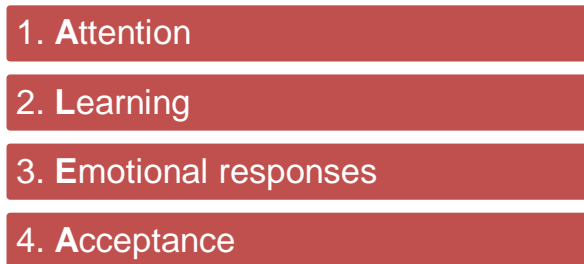 1. Attention
2. Learning
3. Emotional responses
4. Acceptance